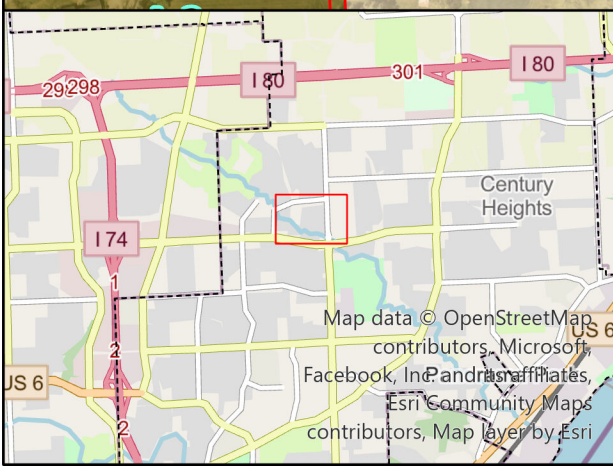 I 80
301
I 80
298
Century
Heights
I 74
1
2
2
US 6
US 6
Map data © OpenStreetMap
contributors, Microsoft,
Facebook, Inc. and its affiliates,
Esri Community Maps
contributors, Map layer by Esri